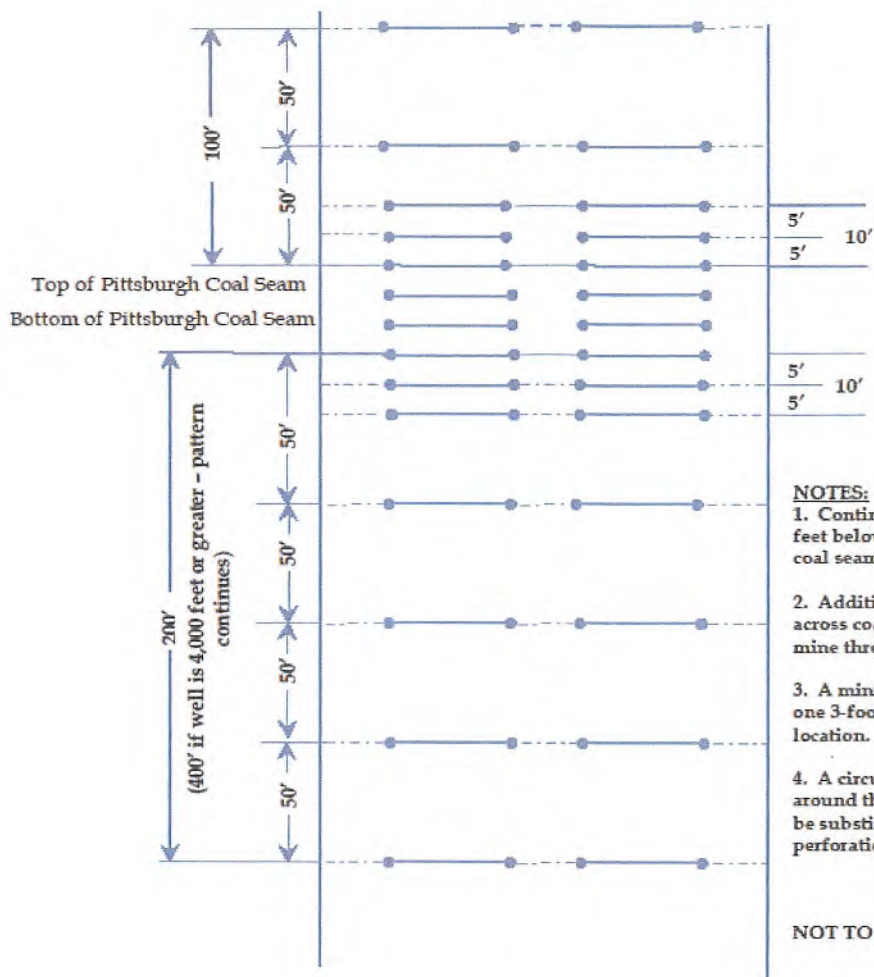 50'
100'
50'
5'
10'
5'
Top of Pittsburgh Coal Seam
Bottom of Pittsburgh Coal Seam
5'
10'
5'
50'
200'
(400' if well is 4,000 feet or greater – pattern
continues)
50'
50'
50'
NOTES:
1. Contin
feet below
coal seam
2. Additi
across coa
mine thro
3. A min
one 3-foo
location.
4. A circu
around th
be substi
perforatio
NOT TO